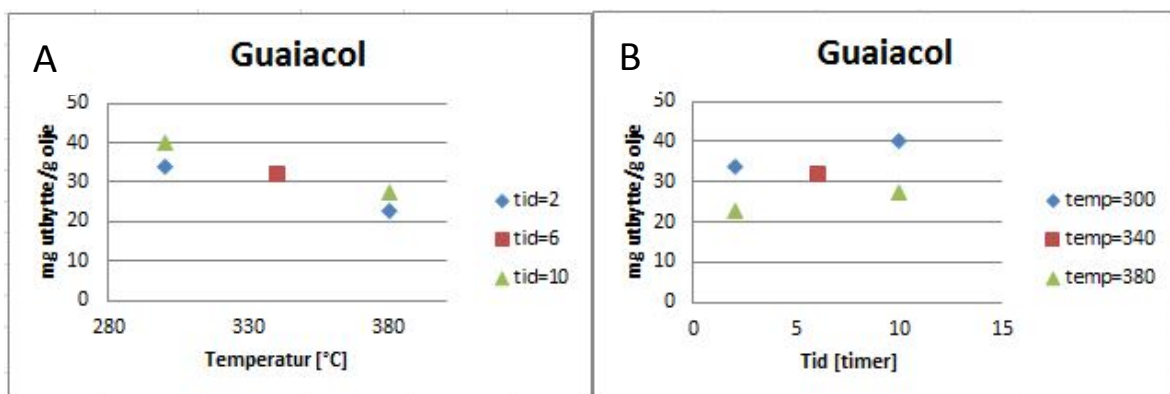 A
Guaiacol
mg utbytte/g olje
50
40
30
20
10
0
280
330
380
Temperatur [°C]
tid=2
tid=6
tid=10
B
Guaiacol
mg utbytte/g olje
50
40
30
20
10
0
0
5
10
15
Tid [timer]
temp=300
temp=340
temp=380